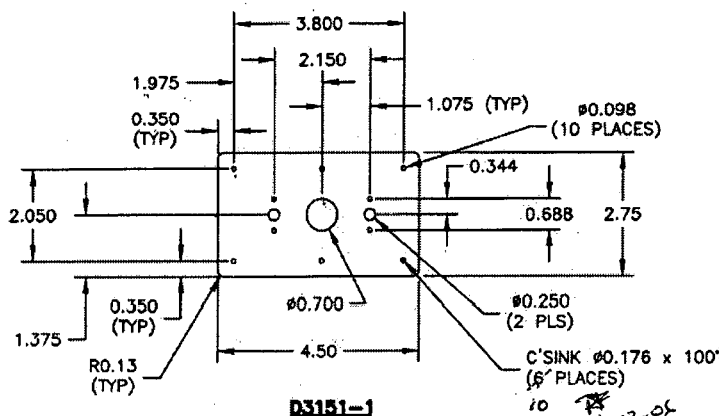 3.800
2.150
1.975
1.075 (TYP)
0.350
(TYP)
ø0.098
(10 PLACES)
0.344
2.050
0.688
2.75
0.350
(TYP)
ø0.700
ø0.250
(2 PLS)
1.375
R0.13
(TYP)
4.50
C'SINK ø0.176 x 100°
(6 PLACES)
10
D3151-1